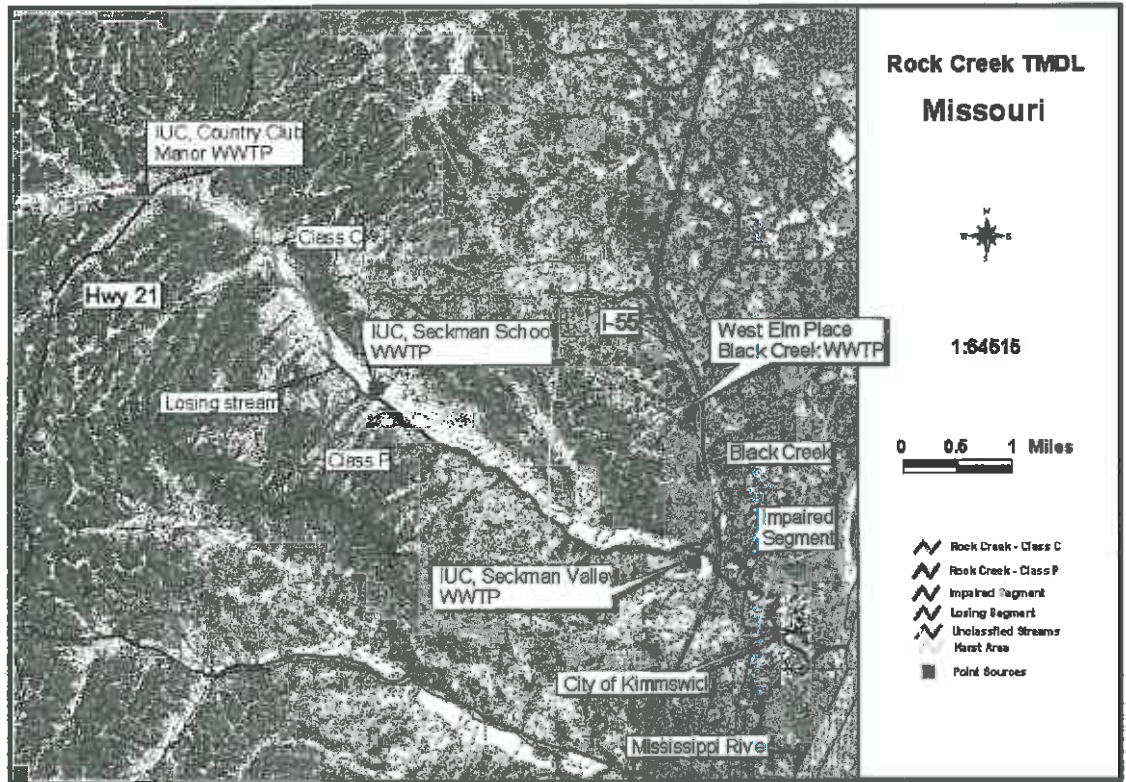 Rock Creek TMDL
Missouri
N
W
E
S
1:64515
0 0.5 1 Miles
Rock Creek - Class C
Rock Creek - Class P
Impaired Segment
Losing Segment
Unclassfied Streams
Karst Area
Point Sources
IUC, Country Club
Manor WWTP
Class C
Hwy 21
I-55
IUC, Seckman School
WWTP
West Elm Place
Black Creek WWTP
Losing stream
Class P
Black Creek
Impaired
Segment
IUC, Seckman Valley
WWTP
City of Kimmswick
Mississippi River